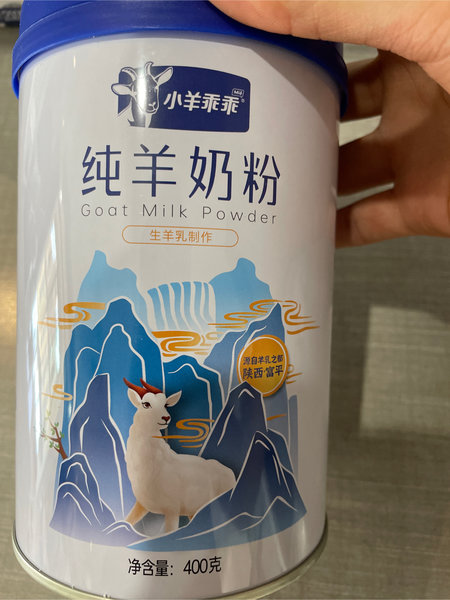 小羊乖乖
纯羊奶粉
Goat Milk Powder
生羊乳制作
源自羊乳之都
陕西·富平
净含量：400克